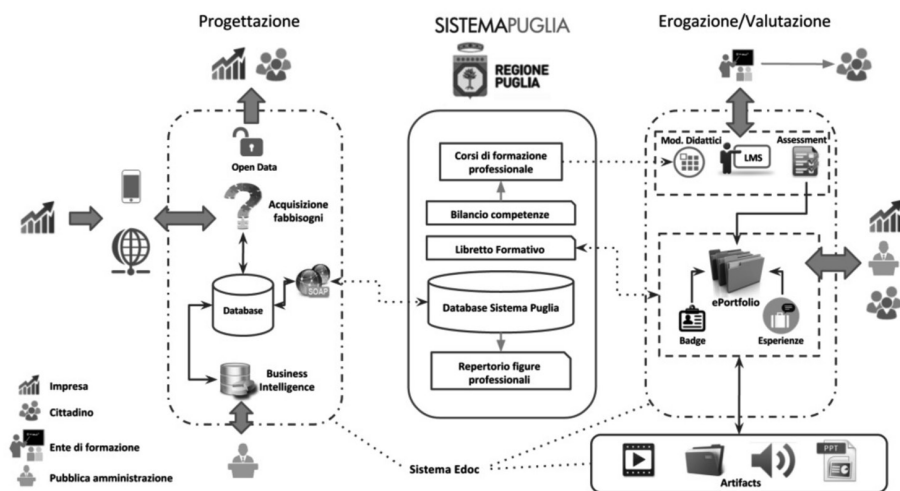 Progettazione
SISTEMAPUGLIA
Erogazione/Valutazione
REGIONE
PUGLIA
Open Data
Acquisizione
fabbisogni
Database
SOAP
Business
Intelligence
Corsi di formazione
professionale
Bilancio competenze
Libretto Formativo
Database Sistema Puglia
Repertorio figure
professionali
Mod. Didattici
LMS
Assessment
ePortfolio
Badge
Esperienze
Impresa
Cittadino
Ente di formazione
Pubblica amministrazione
Sistema Edoc
PPT
Artifacts